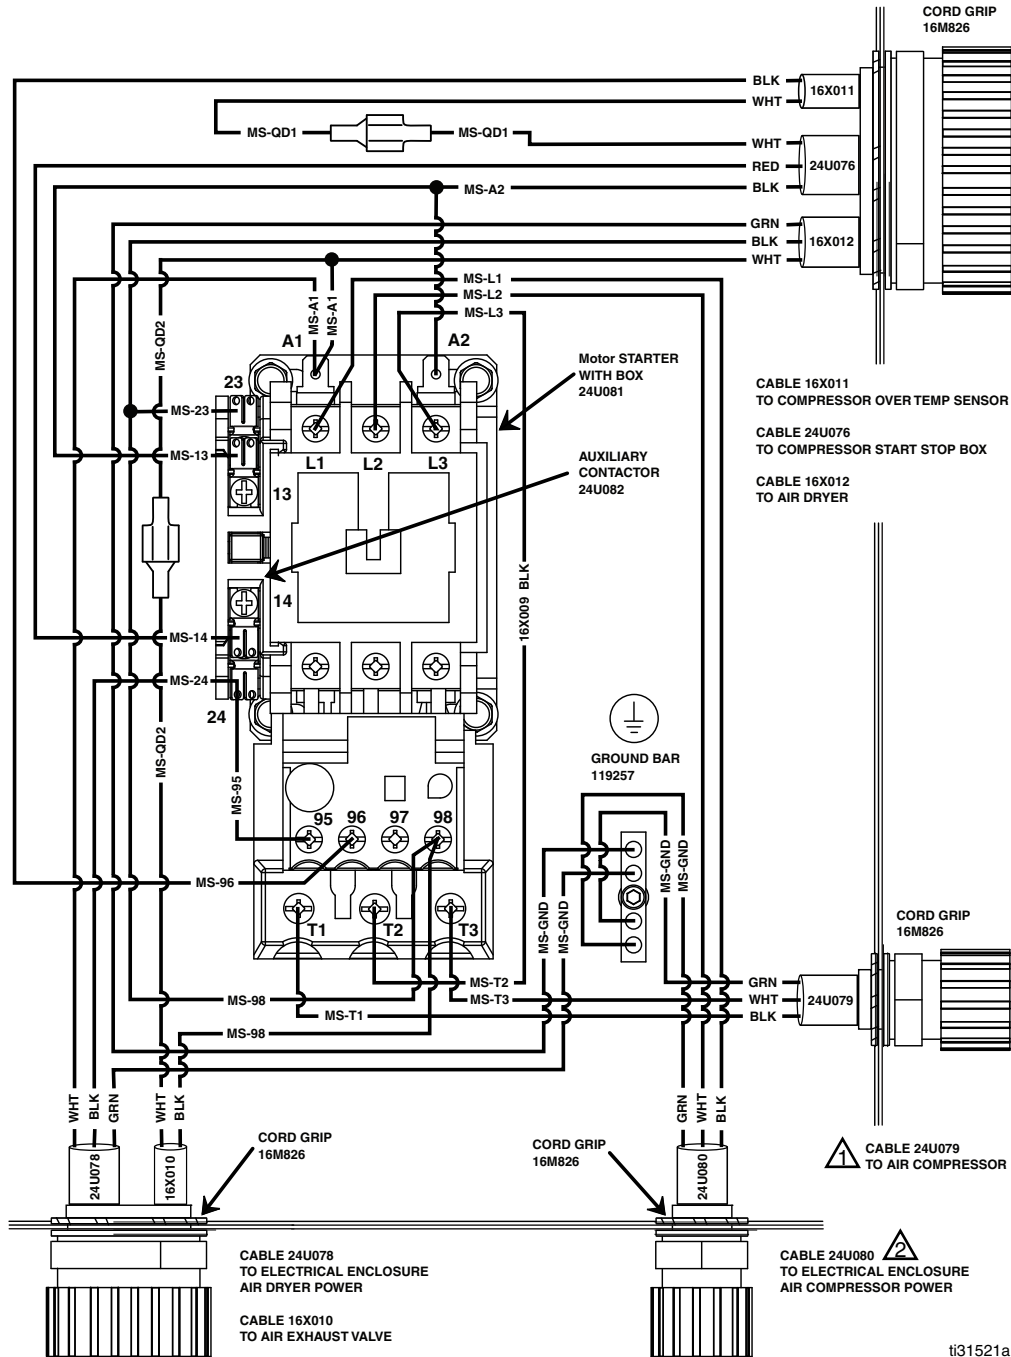 CORD GRIP
16M826
BLK
WHT
16X011
MS-QD1
MS-QD1
WHT
RED
BLK
24U076
MS-A2
GRN
BLK
WHT
16X012
MS-L1
MS-L2
MS-L3
MS-A1
MS-A1
MS-QD2
A1
A2
23
MS-23
MS-13
L1
L2
L3
13
14
MS-14
MS-24
24
Motor STARTER
WITH BOX
24U081
AUXILIARY
CONTACTOR
24U082
CABLE 16X011
TO COMPRESSOR OVER TEMP SENSOR
CABLE 24U076
TO COMPRESSOR START STOP BOX
CABLE 16X012
TO AIR DRYER
16X009 BLK
GROUND BAR
119257
MS-QD2
MS-95
95
96
97
98
MS-96
T1
T2
T3
MS-GND
MS-GND
MS-GND
MS-GND
CORD GRIP
16M826
MS-T2
MS-T3
MS-T1
MS-98
MS-98
GRN
WHT
BLK
24U079
WHT
BLK
GRN
WHT
BLK
GRN
WHT
BLK
24U078
16X010
24U080
CORD GRIP
16M826
CORD GRIP
16M826
1
CABLE 24U079
TO AIR COMPRESSOR
CABLE 24U078
TO ELECTRICAL ENCLOSURE
AIR DRYER POWER
CABLE 16X010
TO AIR EXHAUST VALVE
CABLE 24U080
2
TO ELECTRICAL ENCLOSURE
AIR COMPRESSOR POWER
ti31521a